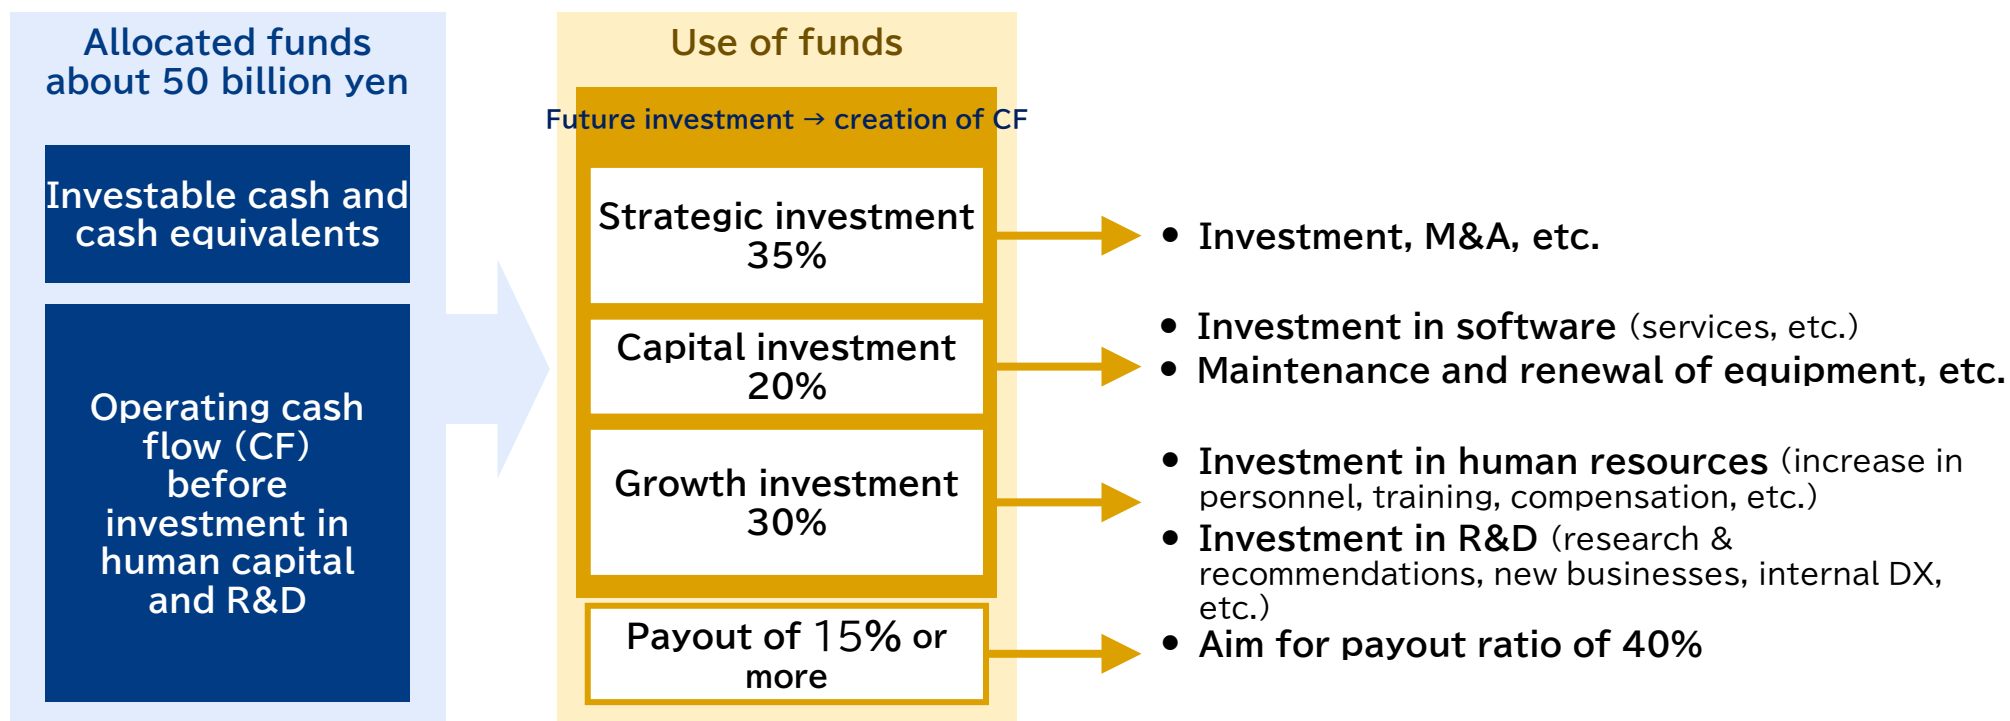 Allocated funds
about 50 billion yen
Investable cash and
cash equivalents
Operating cash
flow (CF)
before
investment in
human capital
and R&D
Use of funds
Future investment → creation of CF
Strategic investment
35%
Capital investment
20%
Growth investment
30%
Payout of 15% or
more
• Investment, M&A, etc.
• Investment in software (services, etc.)
• Maintenance and renewal of equipment, etc.
• Investment in human resources (increase in
personnel, training, compensation, etc.)
• Investment in R&D (research &
recommendations, new businesses, internal DX,
etc.)
• Aim for payout ratio of 40%